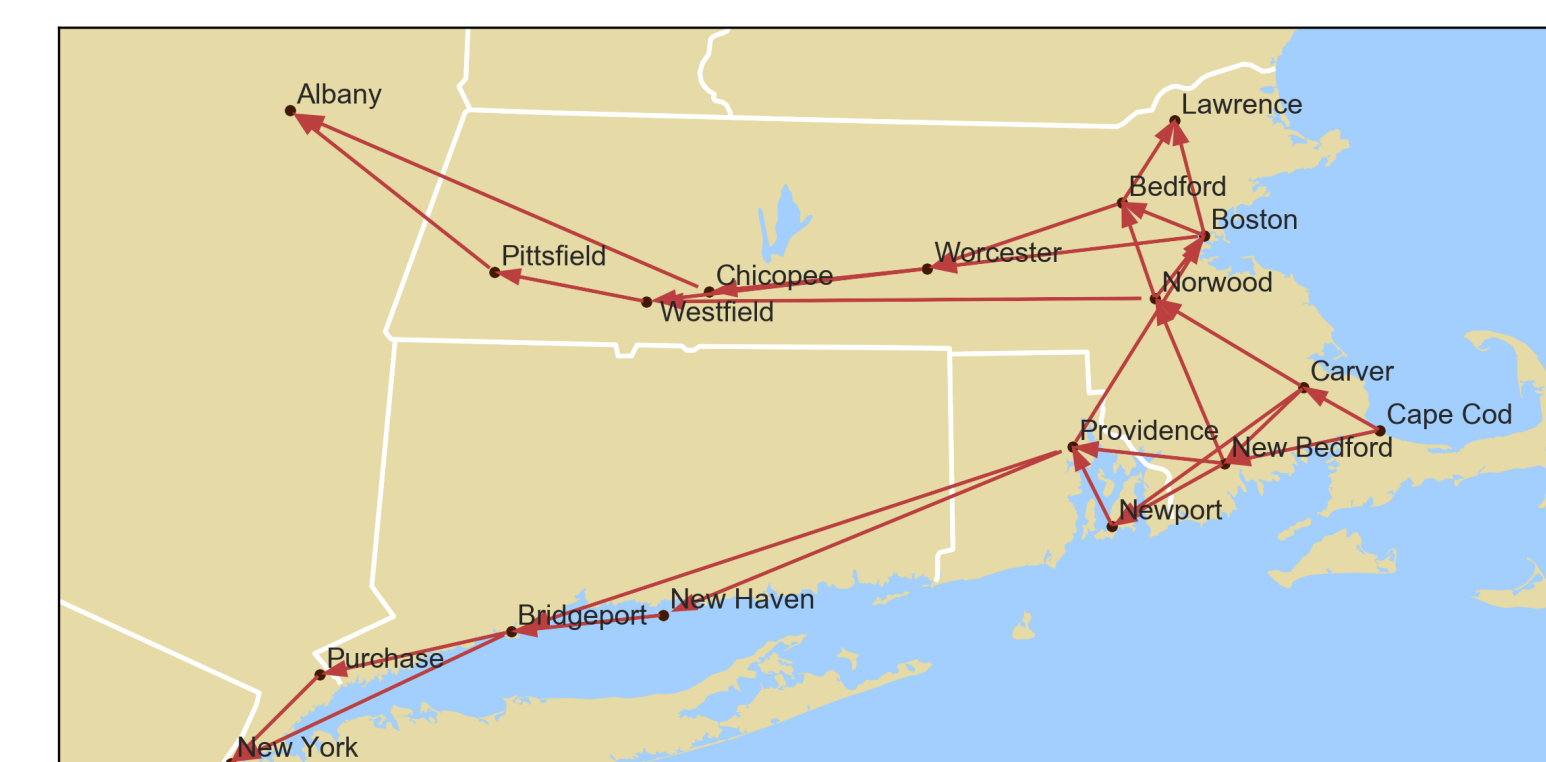 Albany
Lawrence
Bedford
Boston
Pittsfield
Worcester
Chicopee
Norwood
Westfield
Carver
Cape Cod
Providence
New Bedford
Newport
New Haven
Bridgeport
Purchase
New York